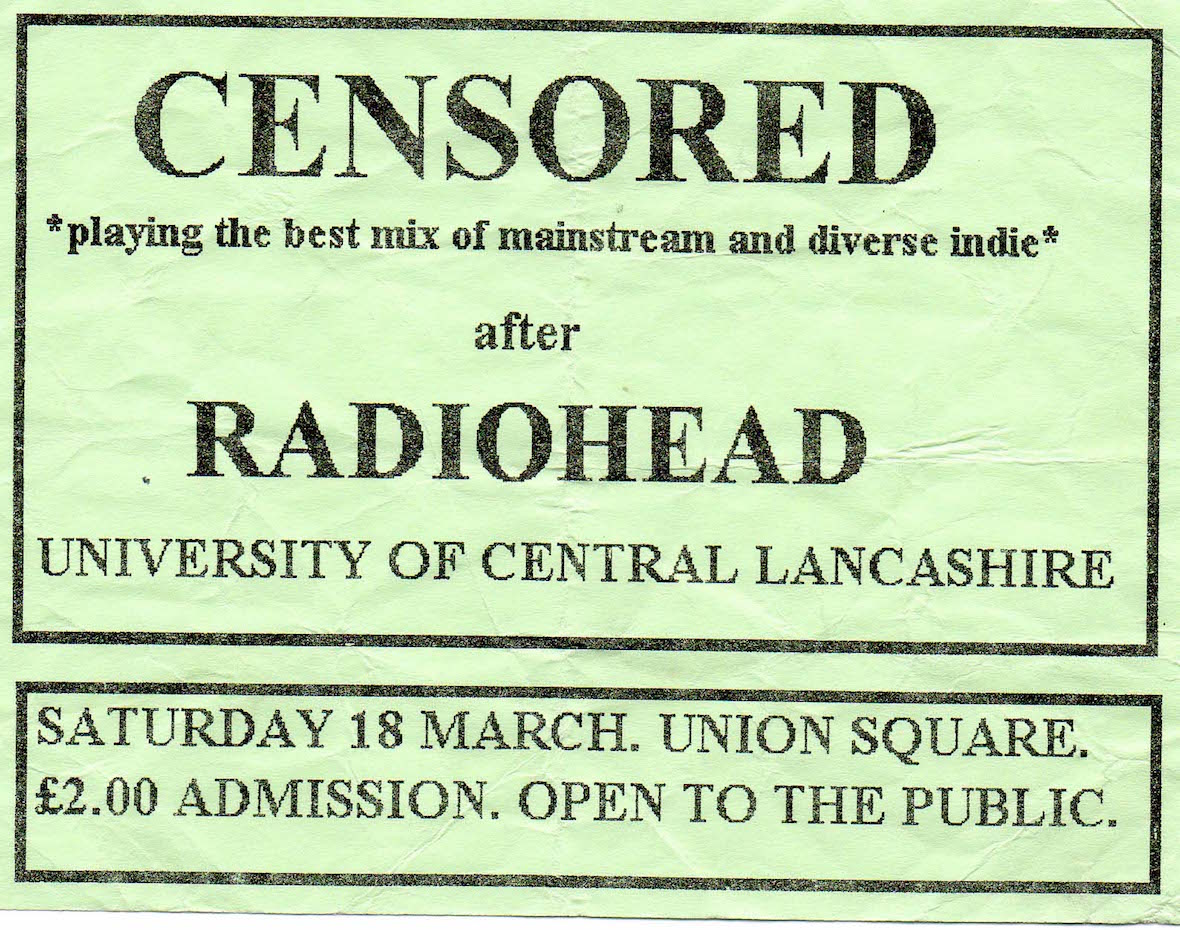 CENSORED
*playing the best mix of mainstream and diverse indie*
after
RADIOHEAD
UNIVERSITY OF CENTRAL LANCASHIRE
SATURDAY 18 MARCH. UNION SQUARE.
£2.00 ADMISSION. OPEN TO THE PUBLIC.